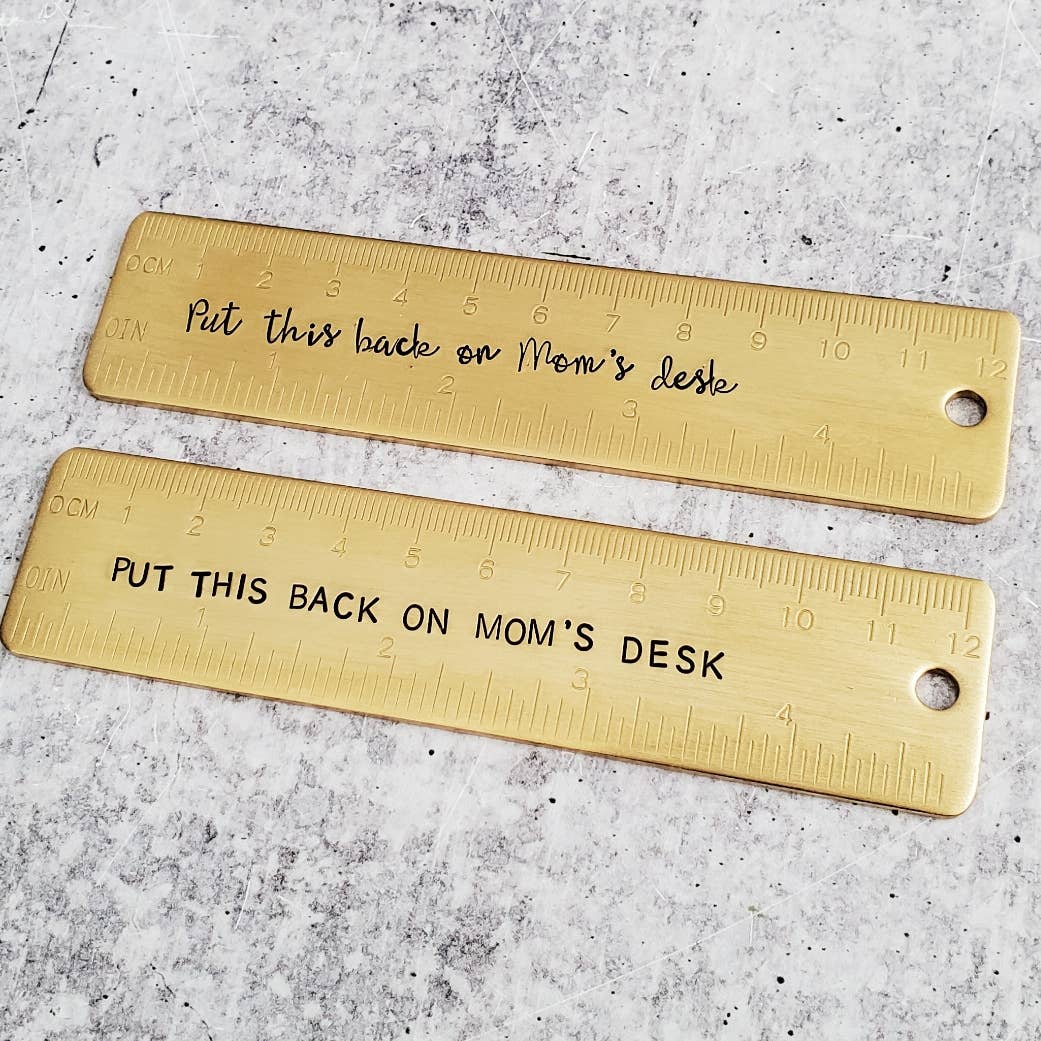 0CM 1 2 3 4 5 6 7 8 9 10 11 12
Put this back on Mom's desk
0IN 1 2 3 4
0CM 1 2 3 4 5 6 7 8 9 10 11 12
PUT THIS BACK ON MOM'S DESK
0IN 1 2 3 4